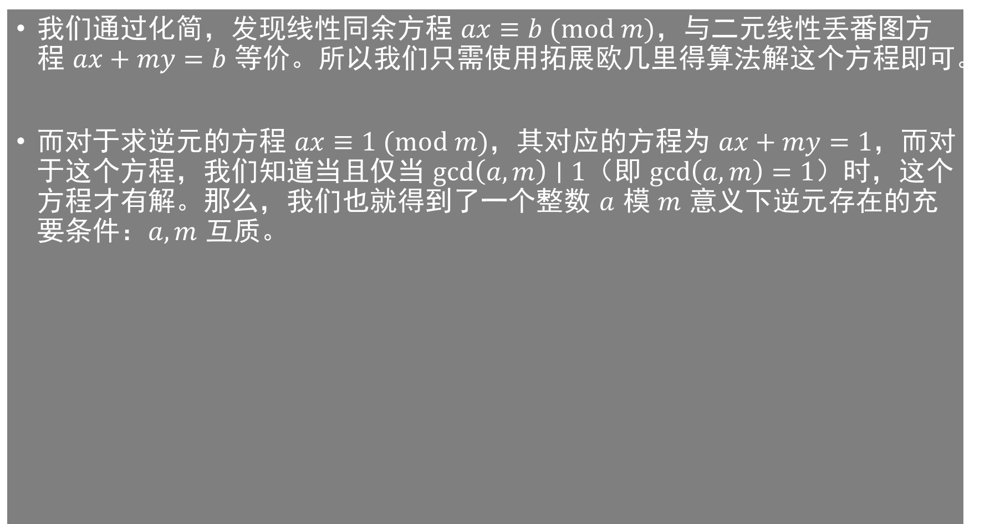 • 我们通过化简，发现线性同余方程 ax ≡ b (mod m)，与二元线性丢番图方
程 ax + my = b 等价。所以我们只需使用拓展欧几里得算法解这个方程即可。
• 而对于求逆元的方程 ax ≡ 1 (mod m)，其对应的方程为 ax + my = 1，而对
于这个方程，我们知道当且仅当 gcd(a, m) ∣ 1（即 gcd(a, m) = 1）时，这个
方程才有解。那么，我们也就得到了一个整数 a 模 m 意义下逆元存在的充
要条件：a, m 互质。